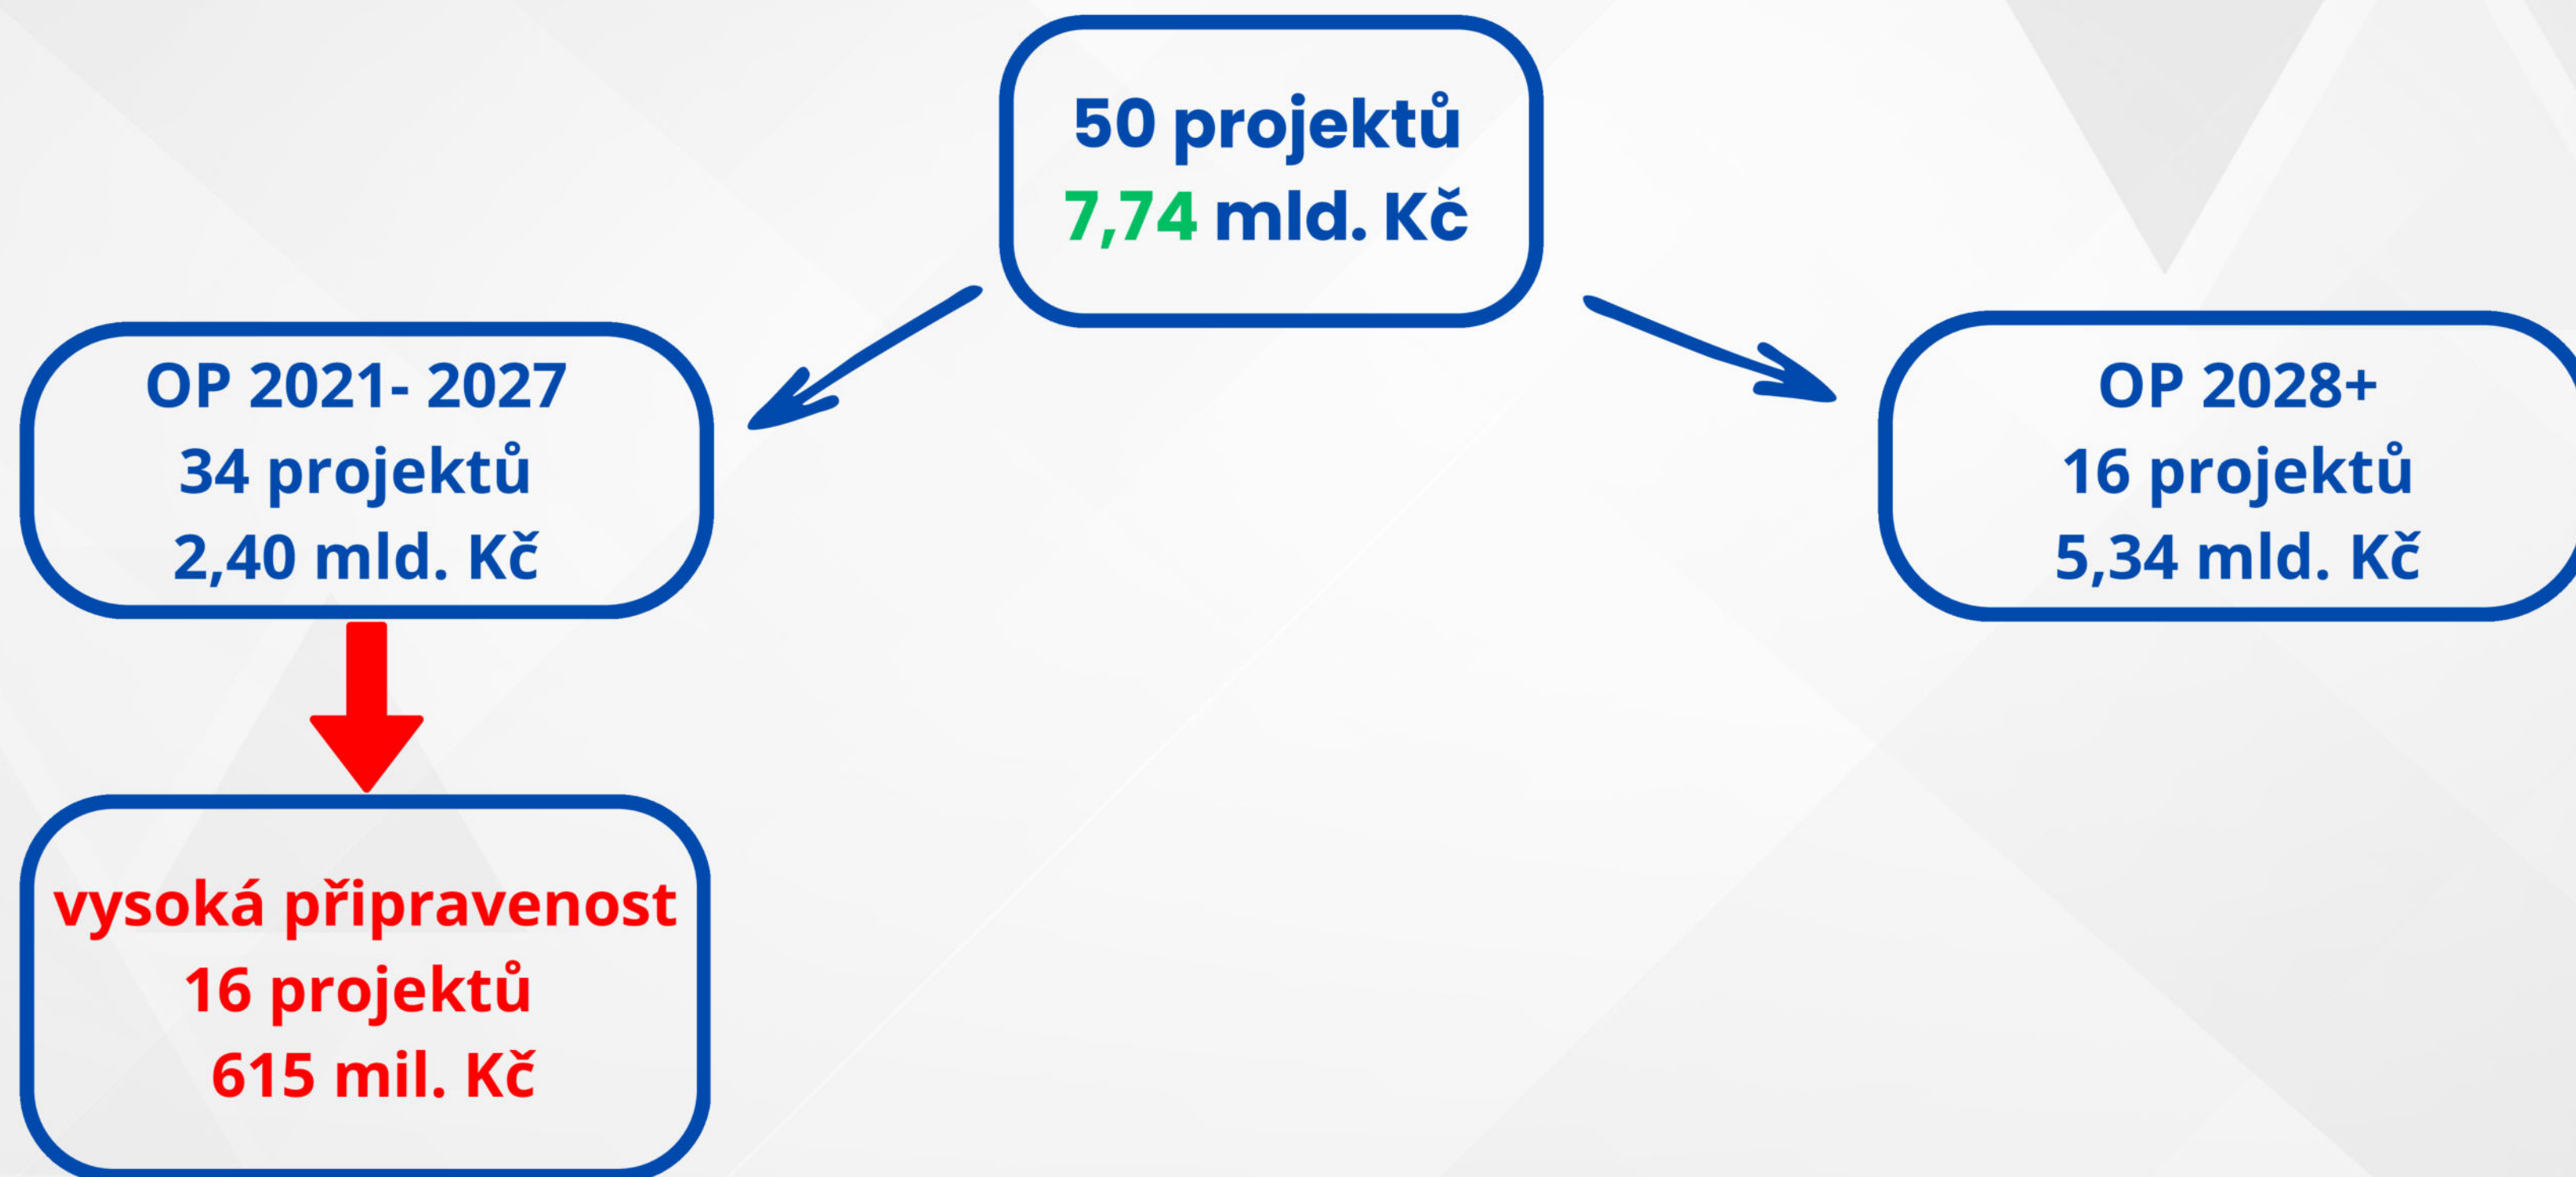 50 projektů
7,74 mld. Kč
OP 2021- 2027
34 projektů
2,40 mld. Kč
OP 2028+
16 projektů
5,34 mld. Kč
vysoká připravenost
16 projektů
615 mil. Kč